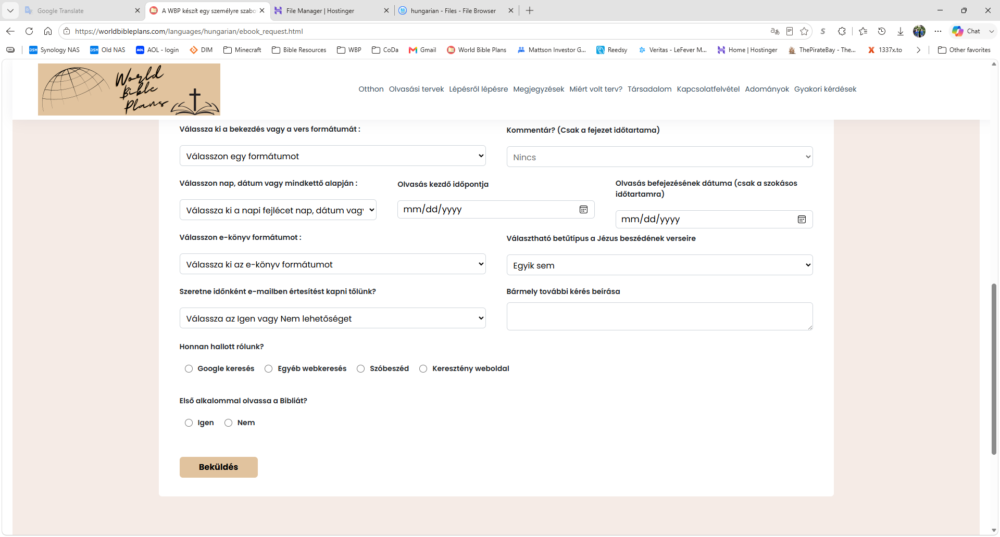 Google Translate
A WBP készít egy személyre szabo
File Manager | Hostinger
hungarian - Files - File Browser
https://worldbibleplans.com/languages/hungarian/ebook_request.html
Chat
Synology NAS
Old NAS
AOL - login
DIM
Minecraft
Bible Resources
WBP
CoDa
Gmail
World Bible Plans
Mattson Investor G...
Reedsy
Veritas - LeFever M...
Home | Hostinger
ThePirateBay - The...
1337x.to
Other favorites
World
Bible
Plans
Otthon Olvasási tervek Lépésről lépésre Megjegyzések Miért volt terv? Társadalom Kapcsolatfelvétel Adományok Gyakori kérdések
Válassza ki a bekezdés vagy a vers formátumát :
Válasszon egy formátumot
Kommentár? (Csak a fejezet időtartama)
Nincs
Válasszon nap, dátum vagy mindkettő alapján :
Válassza ki a napi fejlécet nap, dátum vagy
Olvasás kezdő időpontja
mm/dd/yyyy
Olvasás befejezésének dátuma (csak a szokásos
időtartamra)
mm/dd/yyyy
Válasszon e-könyv formátumot :
Válassza ki az e-könyv formátumot
Választható betűtípus a Jézus beszédének verseire
Egyik sem
Szeretne időnként e-mailben értesítést kapni tőlünk?
Válassza az Igen vagy Nem lehetőséget
Bármely további kérés beírása
Honnan hallott rólunk?
Google keresés Egyéb webkeresés Szóbeszéd Keresztény weboldal
Első alkalommal olvassa a Bibliát?
Igen Nem
Beküldés